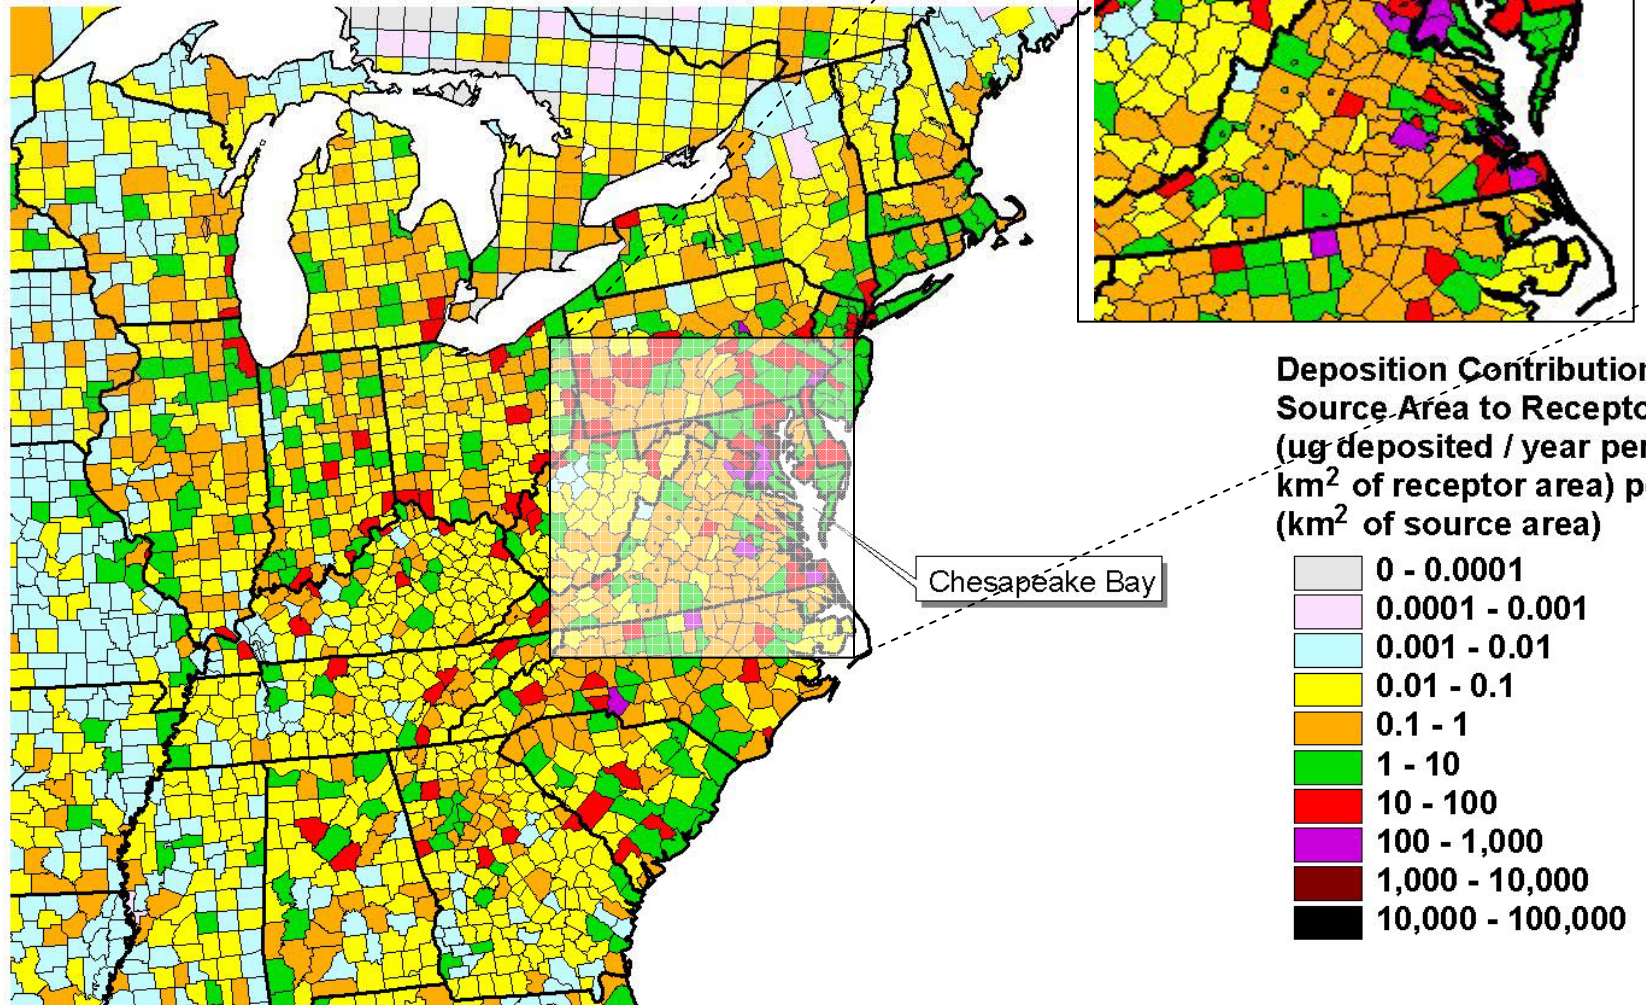 Deposition Contribution
Source Area to Recepto
(ug deposited / year per
km² of receptor area) p
(km² of source area)
0 - 0.0001
0.0001 - 0.001
0.001 - 0.01
0.01 - 0.1
0.1 - 1
1 - 10
10 - 100
100 - 1,000
1,000 - 10,000
10,000 - 100,000
Chesapeake Bay